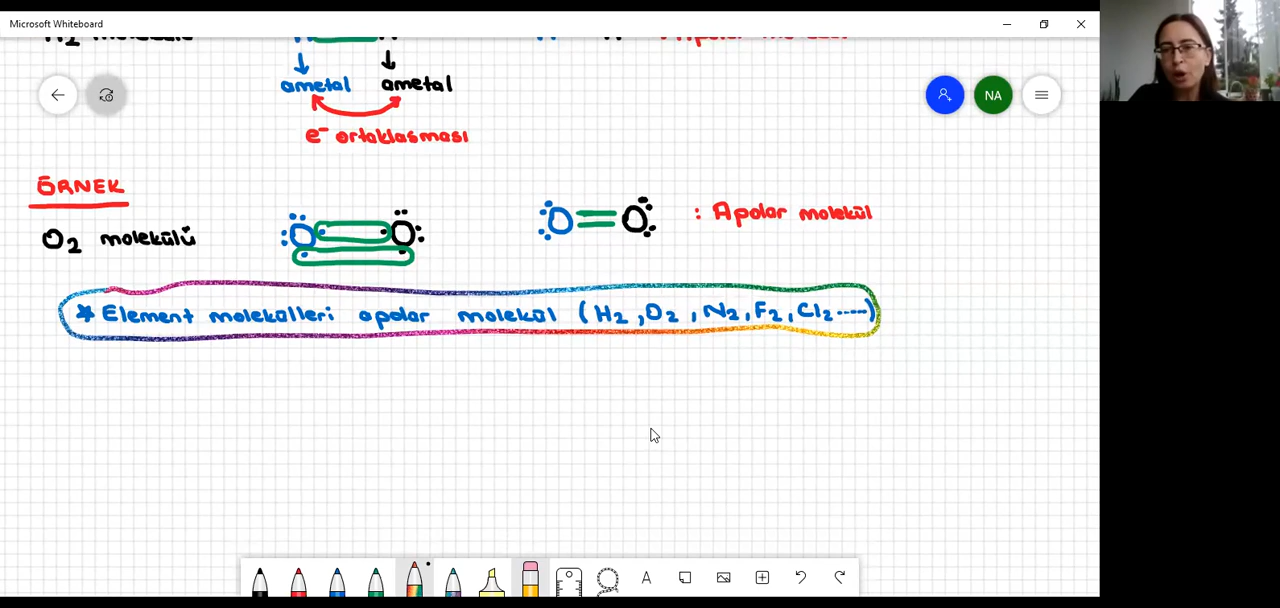 Microsoft Whiteboard
ametal ametal
NA
e⁻ ortaklasması
ÖRNEK
O2 molekülü :O O: O=O : Apolar molekül
* Element molekülleri apolar molekül (H2, O2, N2, F2, Cl2.....)
A